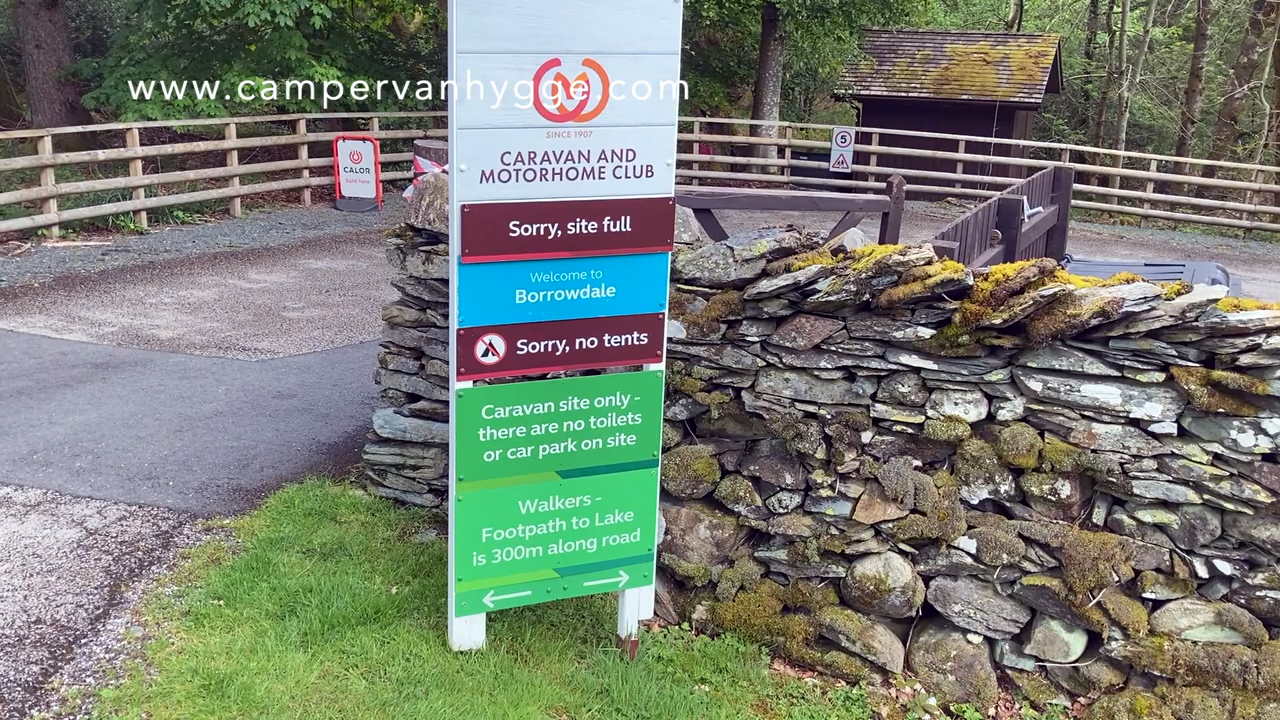 www.campervanhygge.com
SINCE 1907
CARAVAN AND
MOTORHOME CLUB
CALOR
Sold here
5
Sorry, site full
Welcome to
Borrowdale
Sorry, no tents
Caravan site only -
there are no toilets
or car park on site
Walkers -
Footpath to Lake
is 300m along road